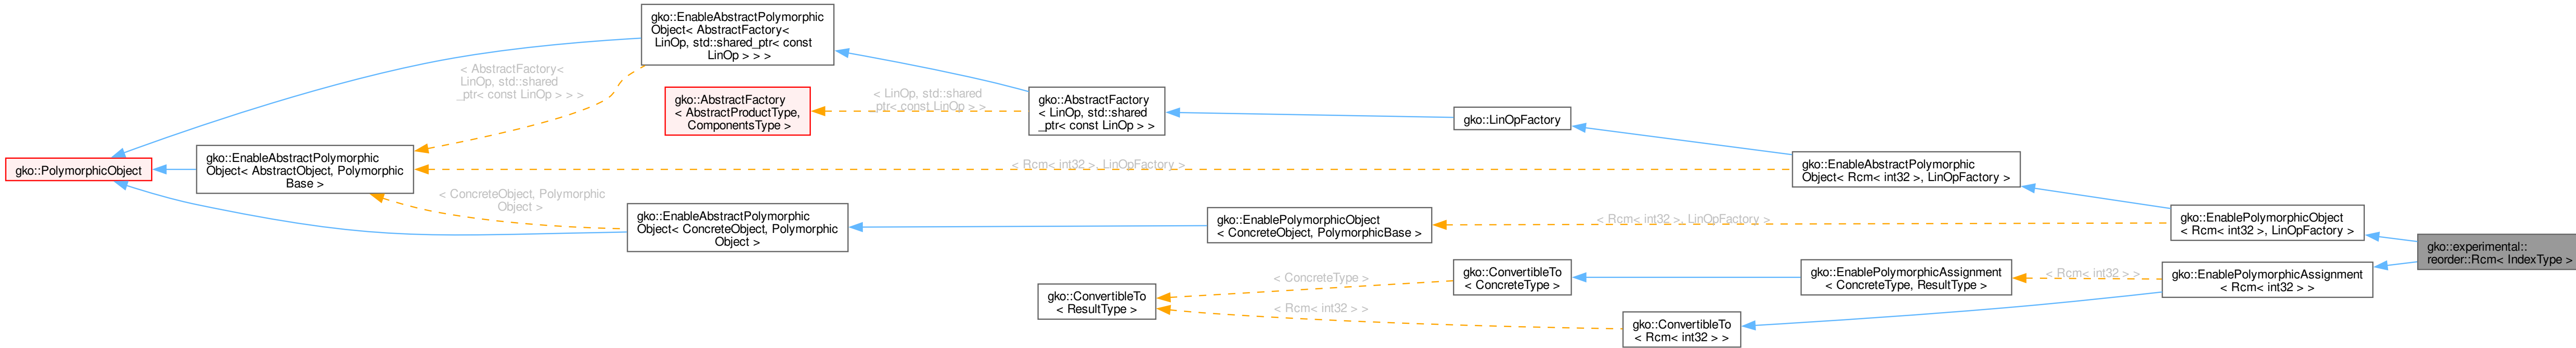 gko::EnableAbstractPolymorphic
Object< AbstractFactory<
LinOp, std::shared_ptr< const
LinOp > > >
< AbstractFactory<
LinOp, std::shared
_ptr< const LinOp > > >
gko::AbstractFactory
< AbstractProductType,
ComponentsType >
< LinOp, std::shared
_ptr< const LinOp > >
gko::AbstractFactory
< LinOp, std::shared
_ptr< const LinOp > >
gko::LinOpFactory
gko::PolymorphicObject
gko::EnableAbstractPolymorphic
Object< AbstractObject, Polymorphic
Base >
< Rcm< int32 >, LinOpFactory >
gko::EnableAbstractPolymorphic
Object< Rcm< int32 >, LinOpFactory >
< ConcreteObject, Polymorphic
Object >
gko::EnableAbstractPolymorphic
Object< ConcreteObject, Polymorphic
Object >
gko::EnablePolymorphicObject
< ConcreteObject, PolymorphicBase >
< Rcm< int32 >, LinOpFactory >
gko::EnablePolymorphicObject
< Rcm< int32 >, LinOpFactory >
gko::experimental::
reorder::Rcm< IndexType >
gko::ConvertibleTo
< ResultType >
< ConcreteType >
gko::ConvertibleTo
< ConcreteType >
gko::EnablePolymorphicAssignment
< ConcreteType, ResultType >
< Rcm< int32 > >
gko::EnablePolymorphicAssignment
< Rcm< int32 > >
< Rcm< int32 > >
gko::ConvertibleTo
< Rcm< int32 > >